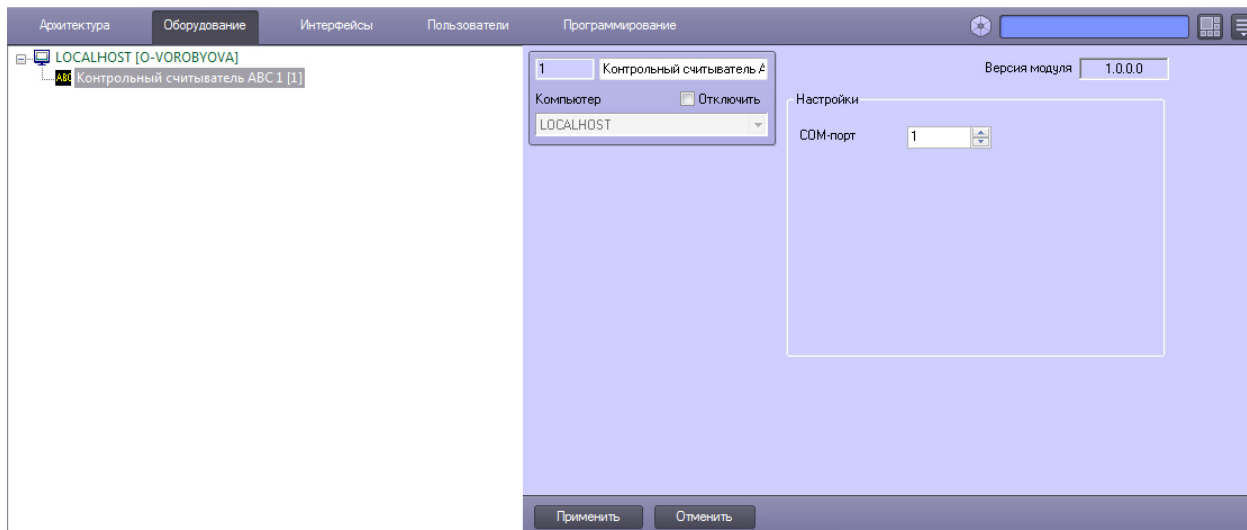 Архитектура Оборудование Интерфейсы Пользователи Программирование
LOCALHOST [O-VOROBYOVA]
ABC Контрольный считыватель ABC 1 [1]
1 Контрольный считыватель
Компьютер Отключить
LOCALHOST
Версия модуля 1.0.0.0
Настройки
COM-порт 1
Применить Отменить